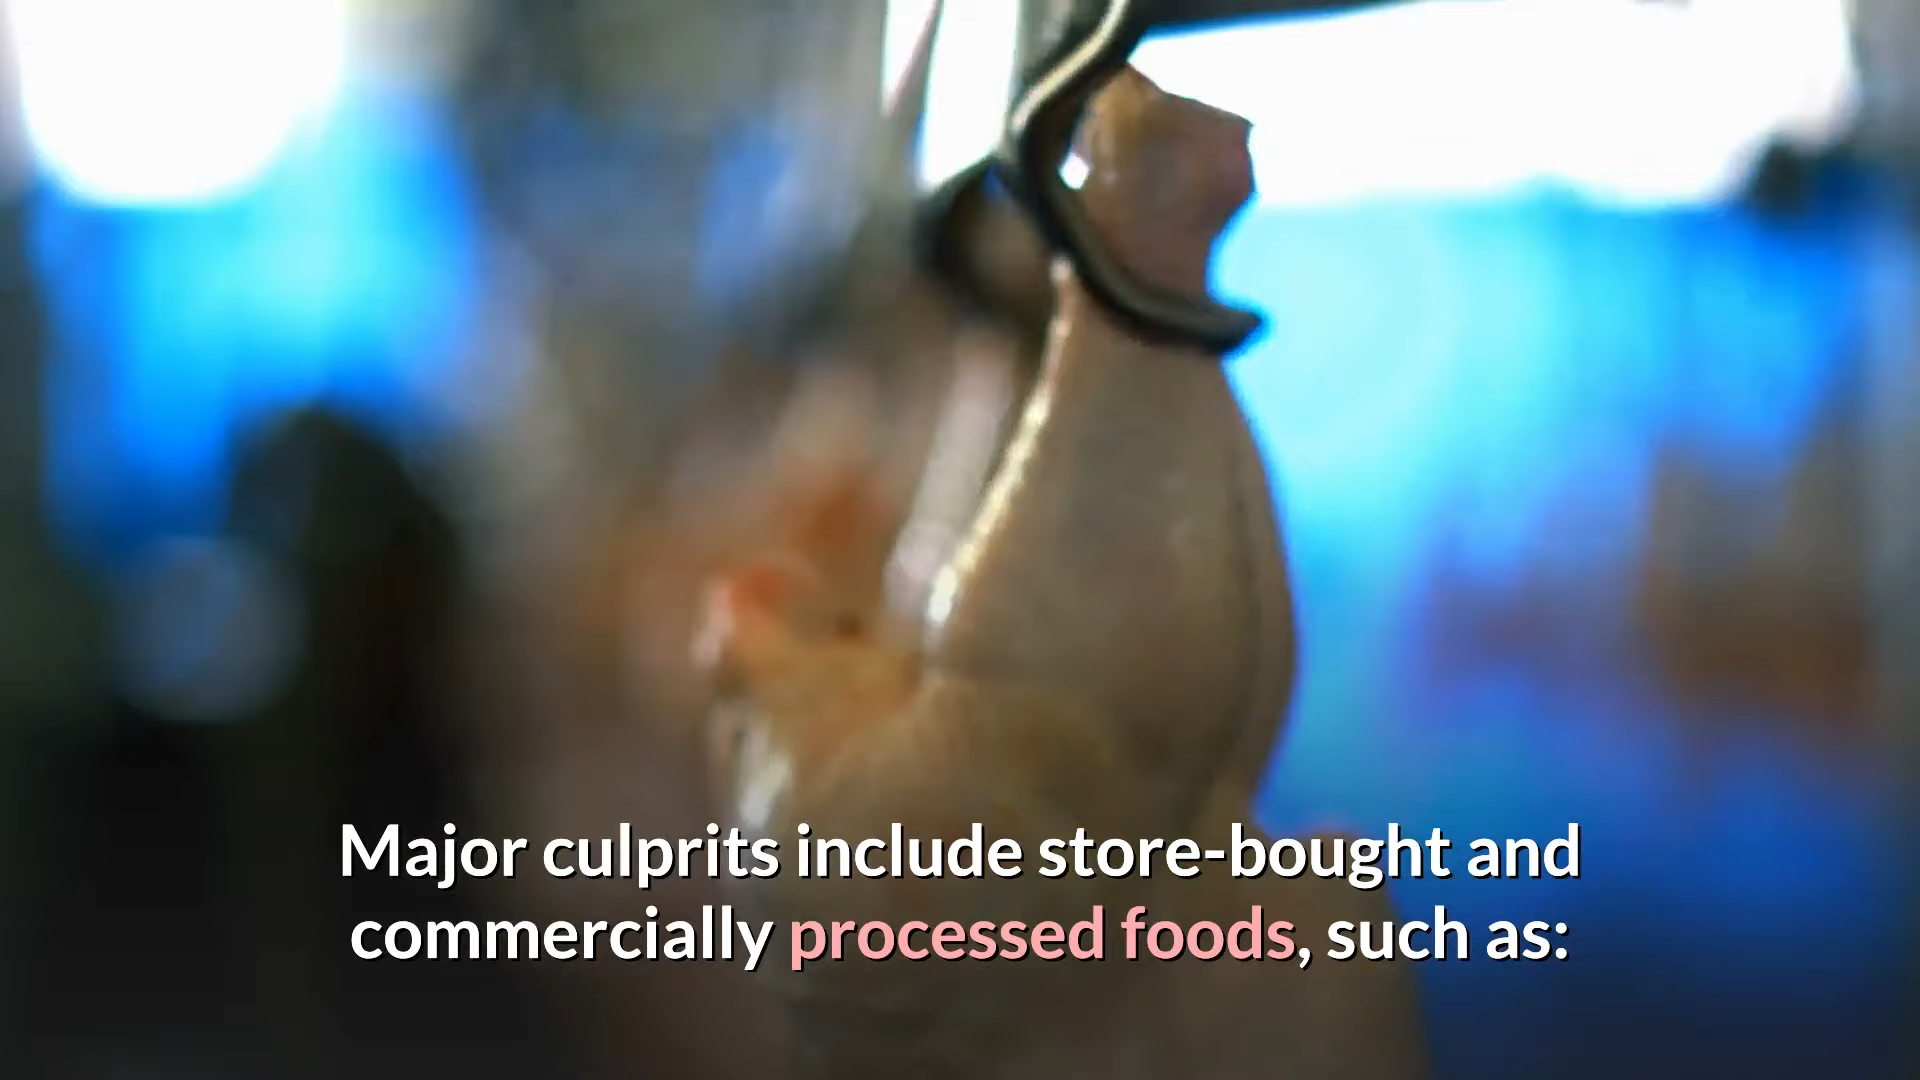 Major culprits include store-bought and
commercially processed foods, such as: